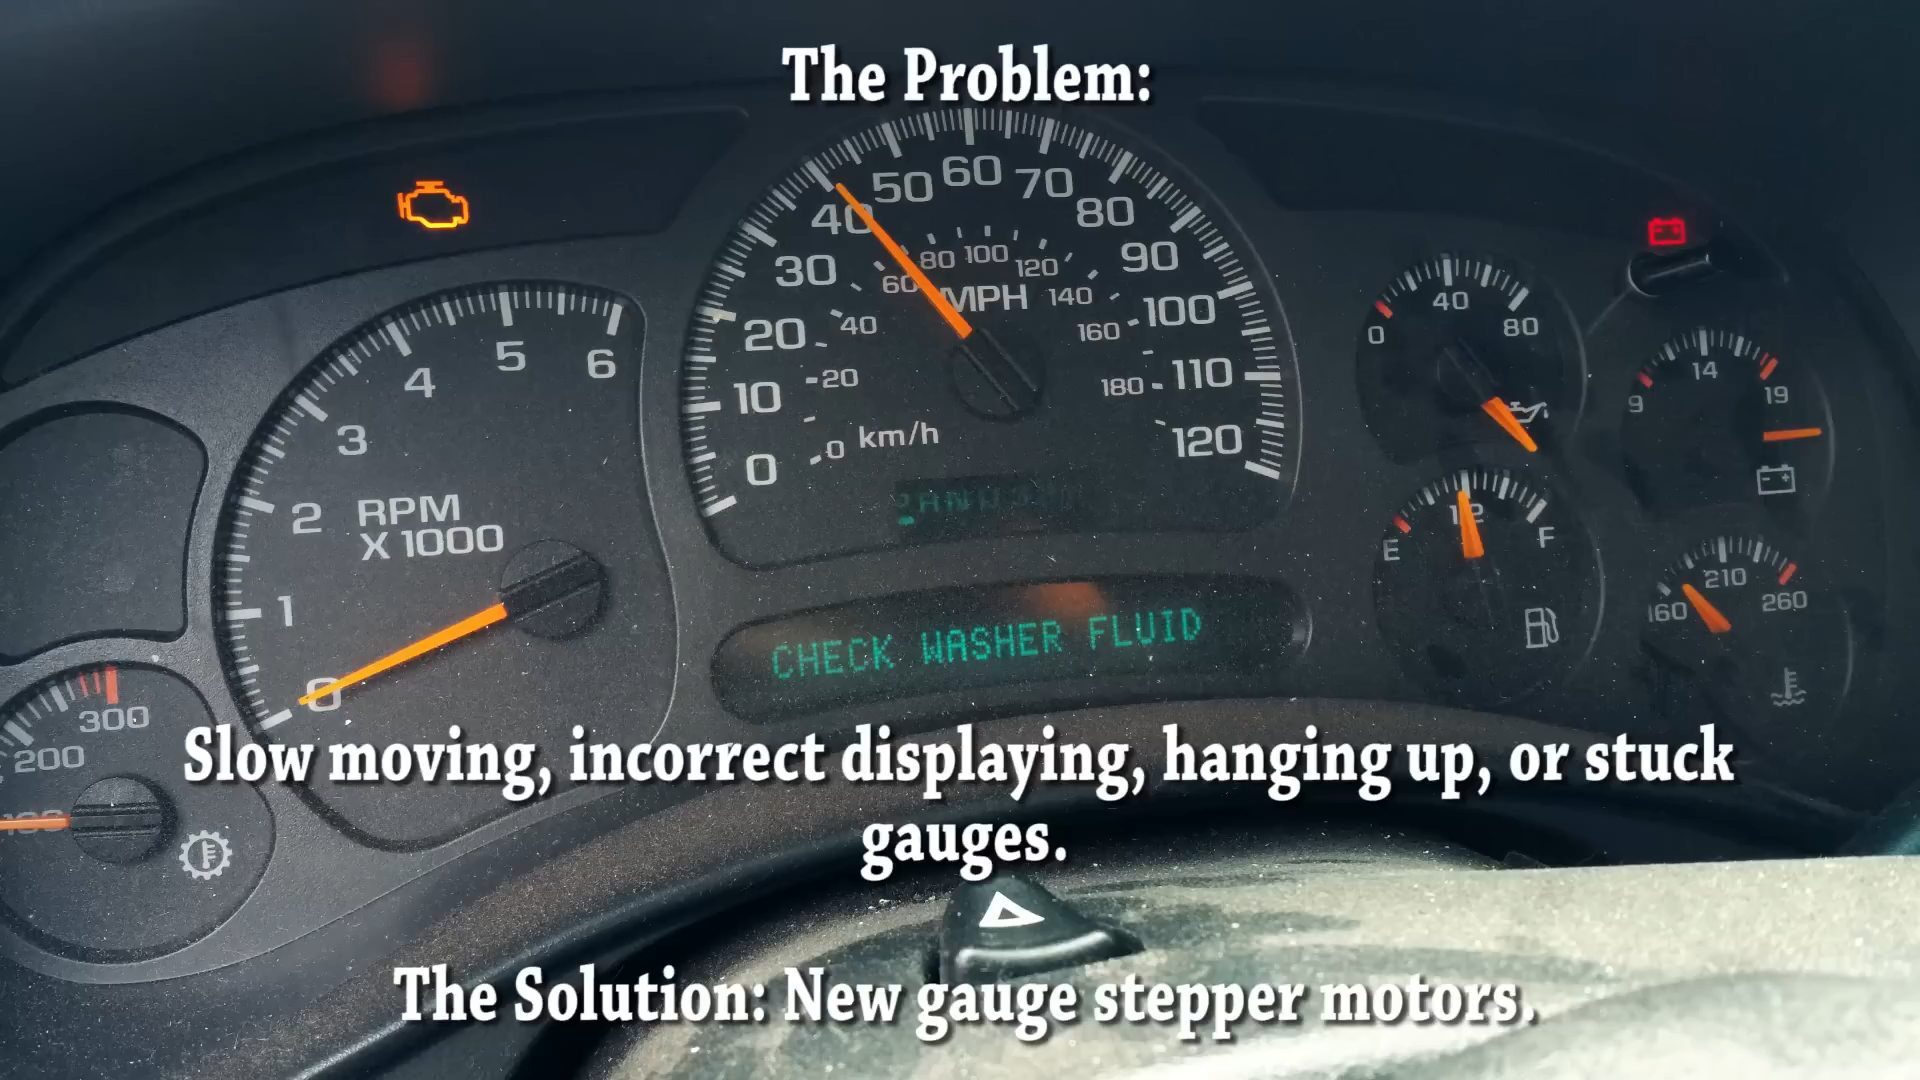 The Problem:
50 60 70
40 80
30 90
20 100
10 110
0 120
80 100 120
60 MPH 140
40 160
20 180
0 km/h
1 2 3 4 5 6
RPM
X 1000
0
200 300
CHECK WASHER FLUID
0 40 80
9 14 19
E F
160 210 260
Slow moving, incorrect displaying, hanging up, or stuck
gauges.
The Solution: New gauge stepper motors.